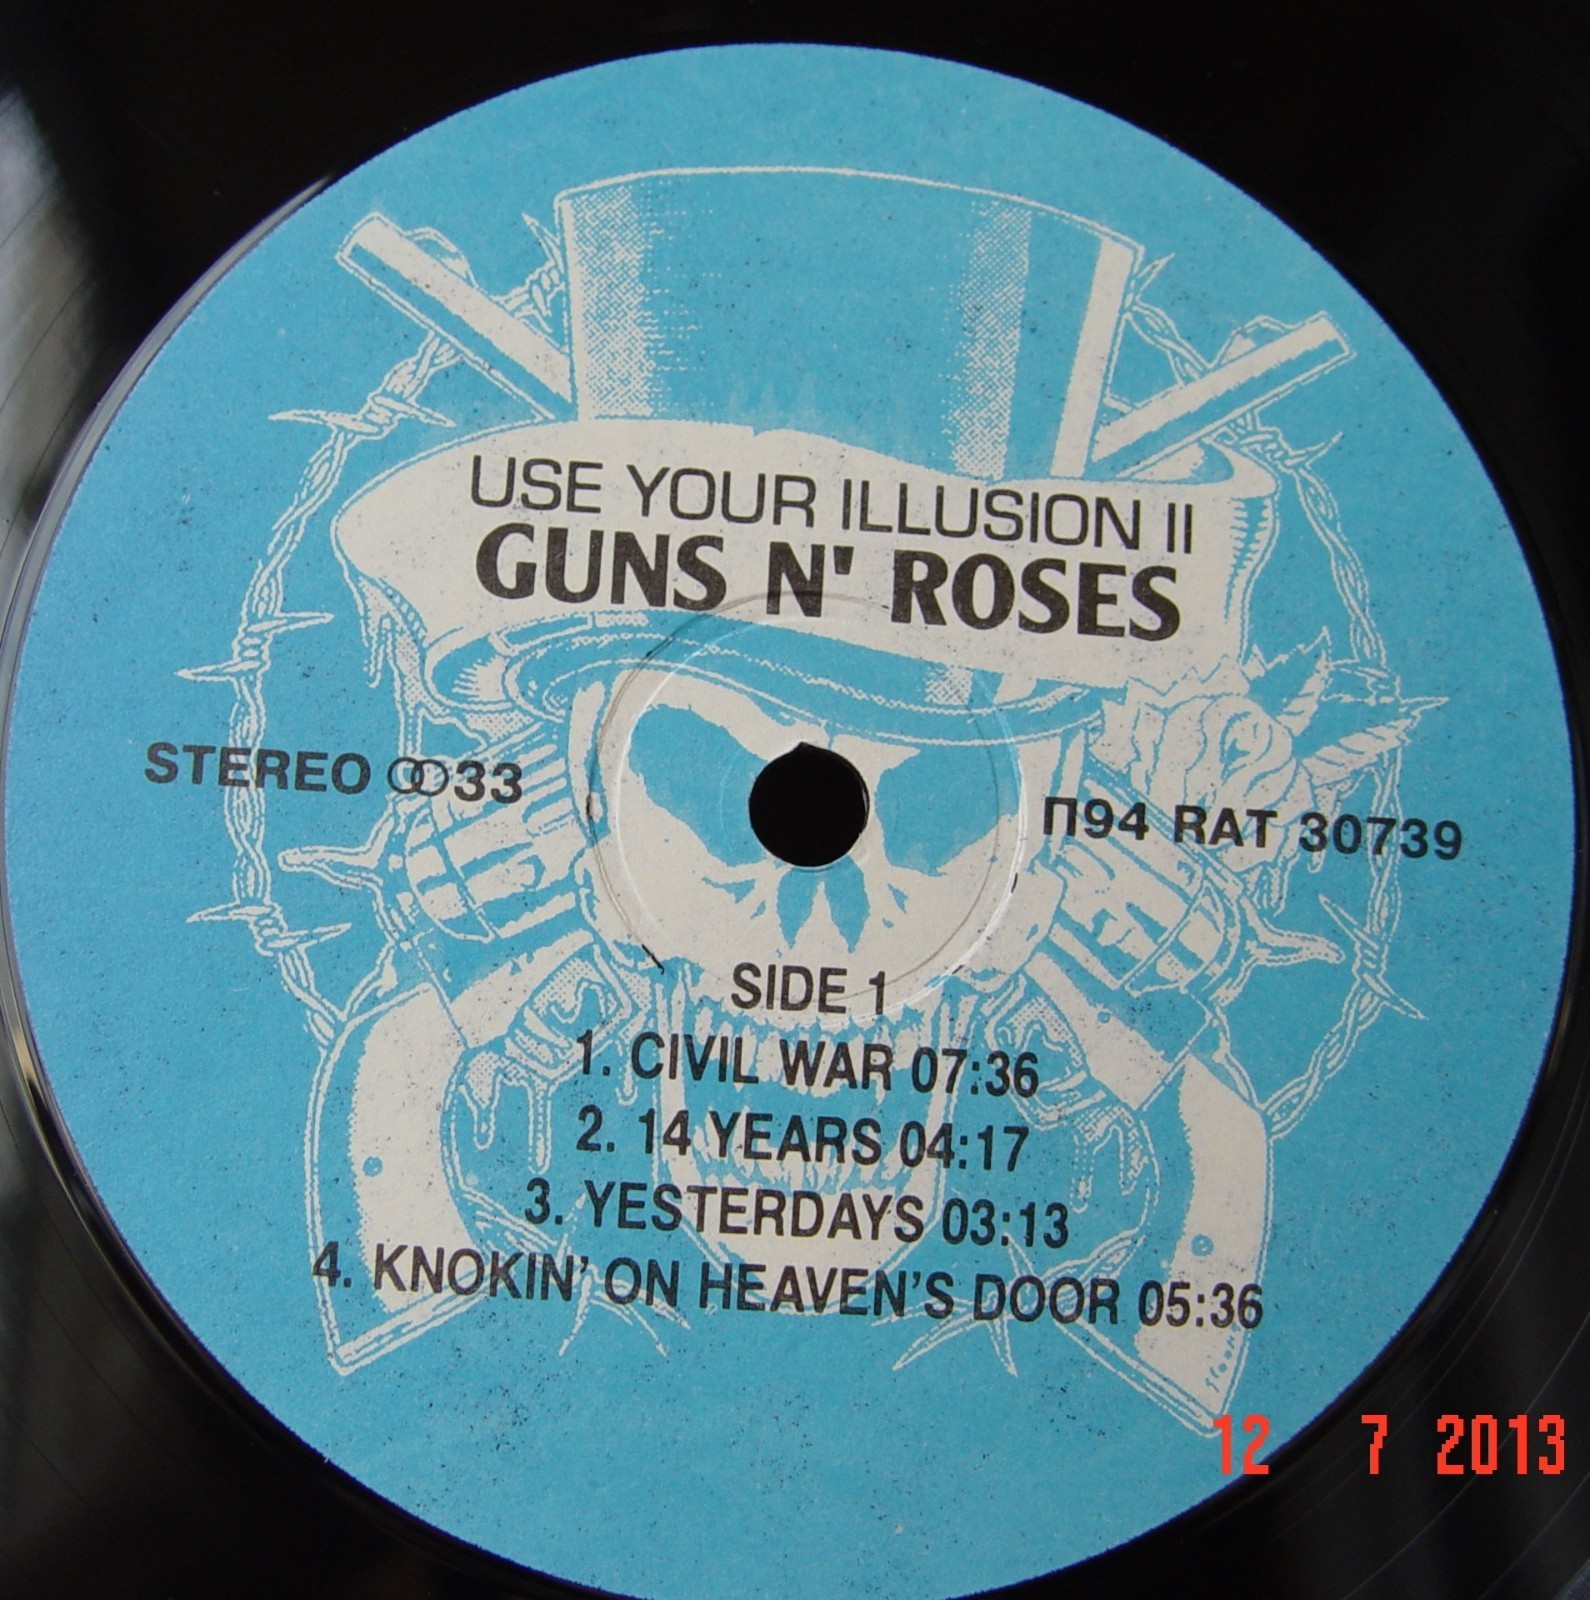 USE YOUR ILLUSION II
GUNS N' ROSES
STEREO 33
П94 RAT 30739
SIDE 1
1. CIVIL WAR 07:36
2. 14 YEARS 04:17
3. YESTERDAYS 03:13
4. KNOKIN' ON HEAVEN'S DOOR 05:36
12 7 2013